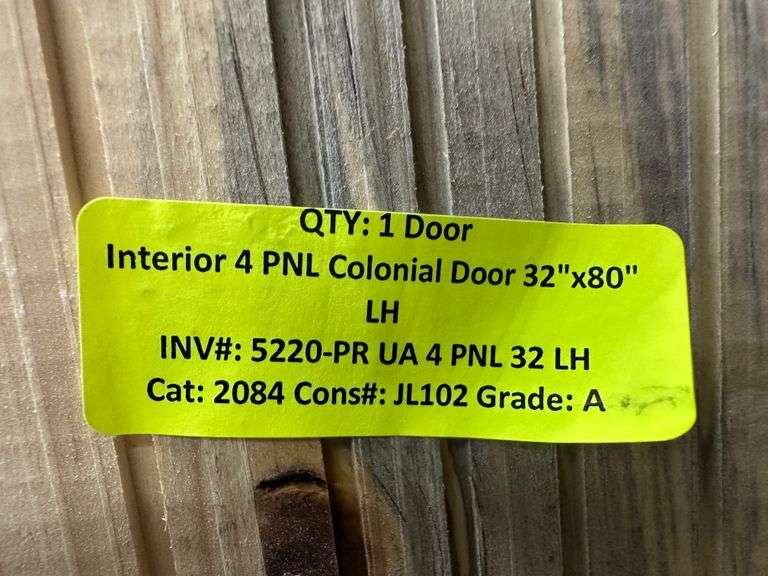 QTY: 1 Door
Interior 4 PNL Colonial Door 32"x80"
LH
INV#: 5220-PR UA 4 PNL 32 LH
Cat: 2084 Cons#: JL102 Grade: A